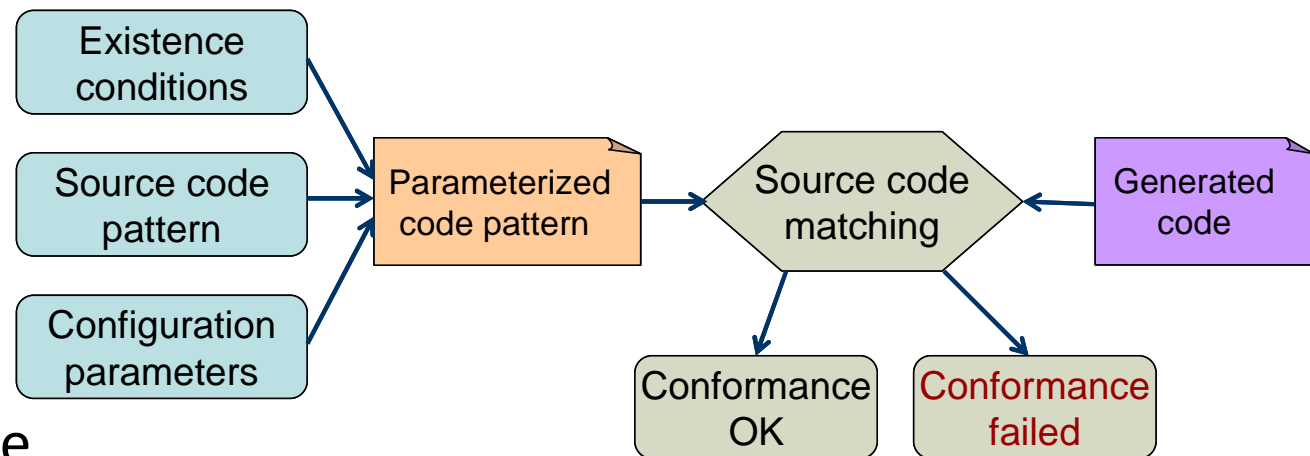 Existence
conditions
Source code
pattern
Configuration
parameters
Parameterized
code pattern
Source code
matching
Generated
code
Conformance
OK
Conformance
failed
e